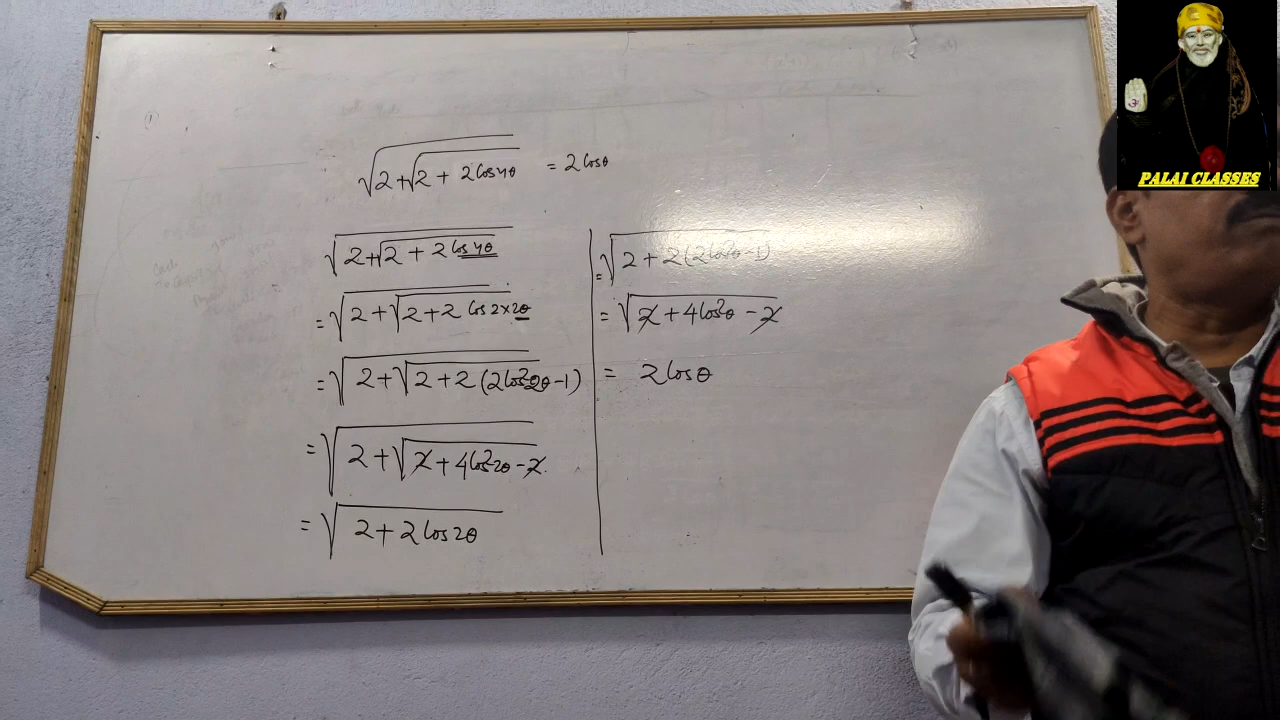 √(2+√(2 + 2cos4θ)) = 2cosθ
√(2+√(2 + 2cos4θ))
= √(2+√(2+2 cos2×2θ))
= √(2+√(2+2(2cos²2θ-1)))
= √(2+√(2+4cos²2θ-2))
= √(2+2cos2θ)
= √(2+2(2cos²θ-1))
= √(2+4cos²θ-2)
= 2cosθ
PALAI CLASSES